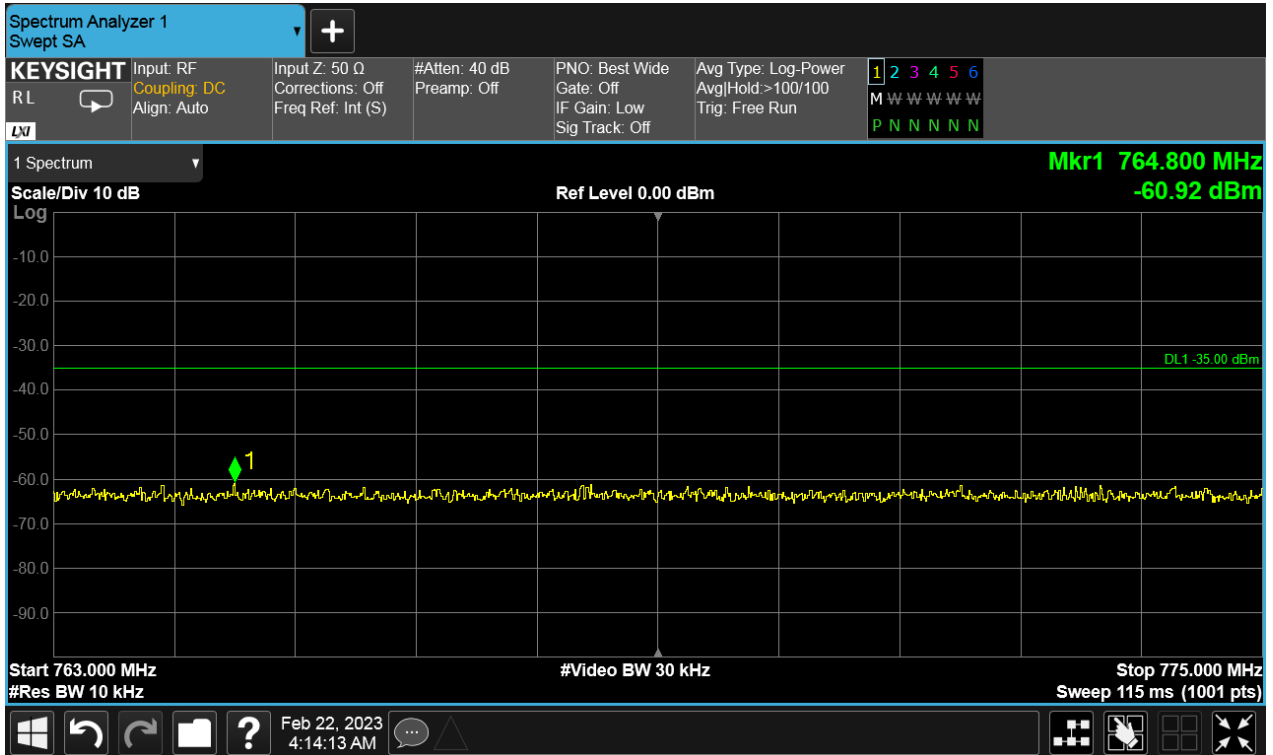 Spectrum Analyzer 1
Swept SA
KEYSIGHT
RL
LXI
Input: RF
Coupling: DC
Align: Auto
Input Z: 50 Ω
Corrections: Off
Freq Ref: Int (S)
#Atten: 40 dB
Preamp: Off
PNO: Best Wide
Gate: Off
IF Gain: Low
Sig Track: Off
Avg Type: Log-Power
Avg|Hold:>100/100
Trig: Free Run
1 2 3 4 5 6
M W W W W W
P N N N N N
1 Spectrum
Mkr1 764.800 MHz
-60.92 dBm
Scale/Div 10 dB
Ref Level 0.00 dBm
Log
-10.0
-20.0
-30.0
DL1 -35.00 dBm
-40.0
-50.0
1
-60.0
-70.0
-80.0
-90.0
Start 763.000 MHz
#Video BW 30 kHz
Stop 775.000 MHz
#Res BW 10 kHz
Sweep 115 ms (1001 pts)
?
Feb 22, 2023
4:14:13 AM